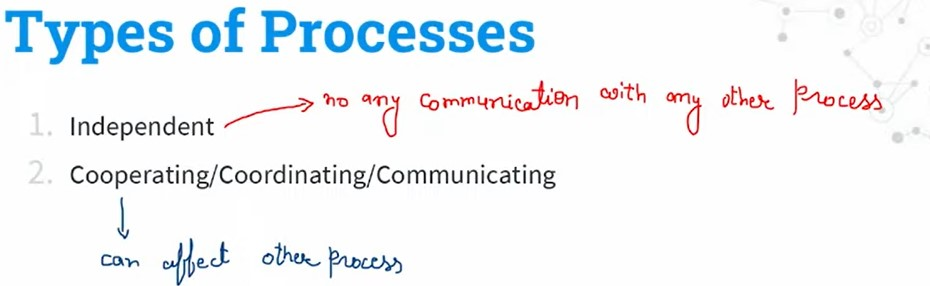 Types of Processes
no any communication with any other process
1. Independent
2. Cooperating/Coordinating/Communicating
can affect other process